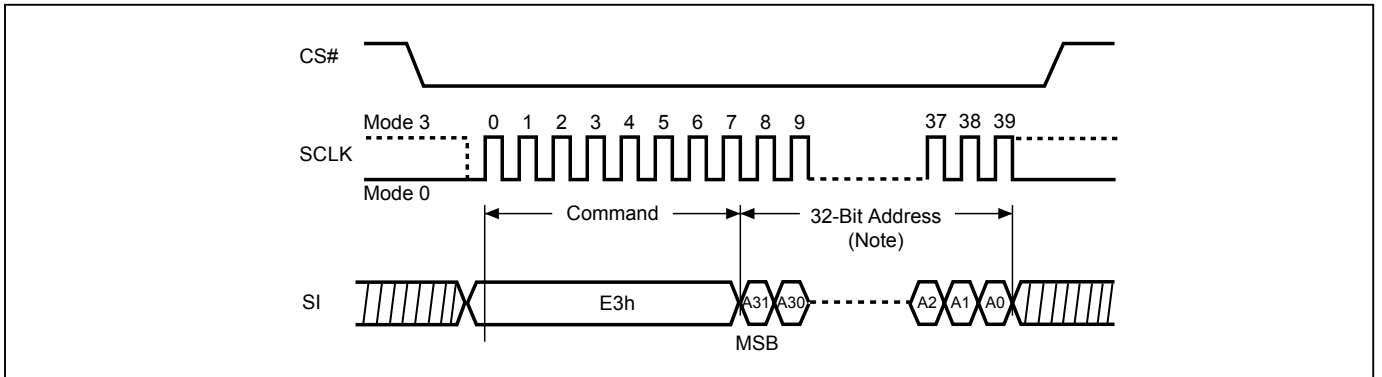 CS#
Mode 3
0 1 2 3 4 5 6 7 8 9 37 38 39
SCLK
Mode 0
Command
32-Bit Address
(Note)
SI
E3h
A31 A30 A2 A1 A0
MSB